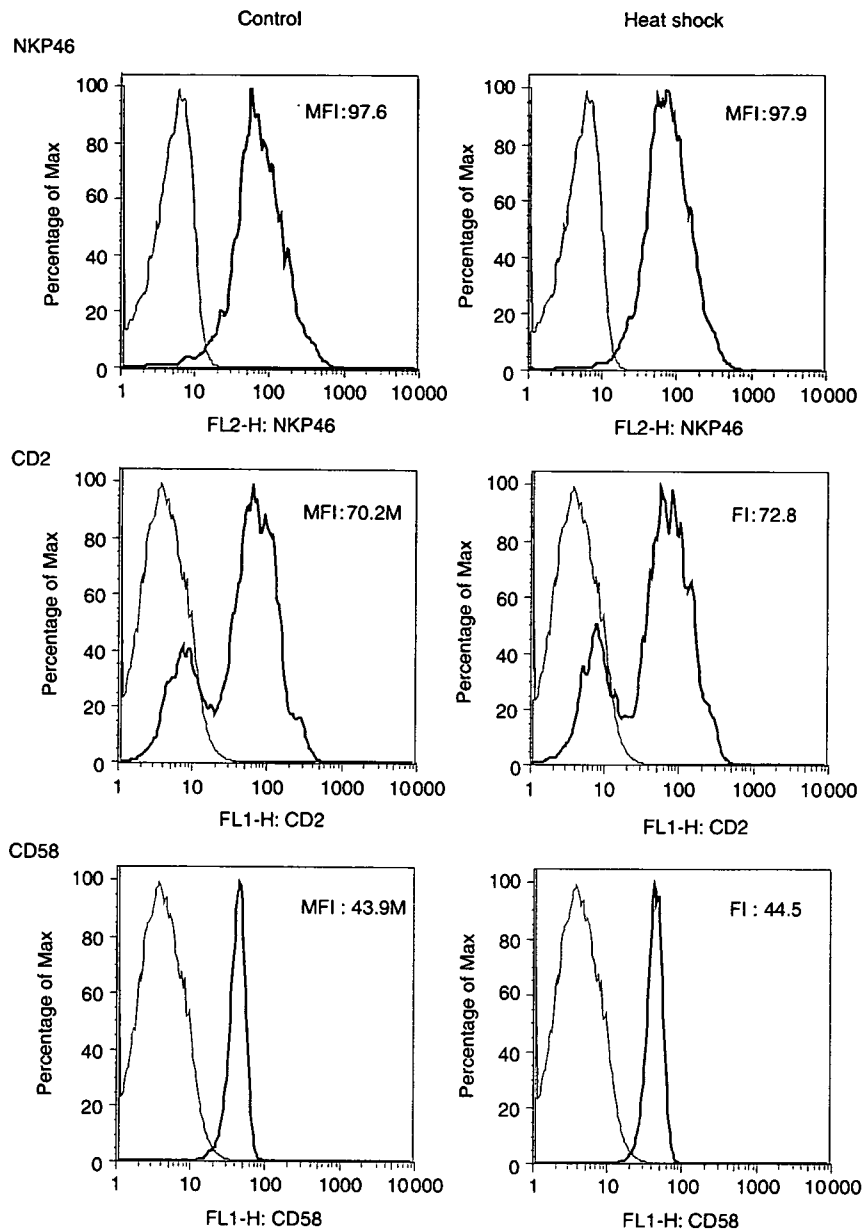 Control Heat shock
NKP46
100
80
60
40
20
0
Percentage of Max
MFI:97.6
1 10 100 1000 10000
FL2-H: NKP46
100
80
60
40
20
0
Percentage of Max
MFI:97.9
1 10 100 1000 10000
FL2-H: NKP46
CD2
100
80
60
40
20
0
Percentage of Max
MFI:70.2M
1 10 100 1000 10000
FL1-H: CD2
100
80
60
40
20
0
Percentage of Max
FI:72.8
1 10 100 1000 10000
FL1-H: CD2
CD58
100
80
60
40
20
0
Percentage of Max
MFI : 43.9M
1 10 100 1000 10000
FL1-H: CD58
100
80
60
40
20
0
Percentage of Max
FI : 44.5
1 10 100 1000 10000
FL1-H: CD58